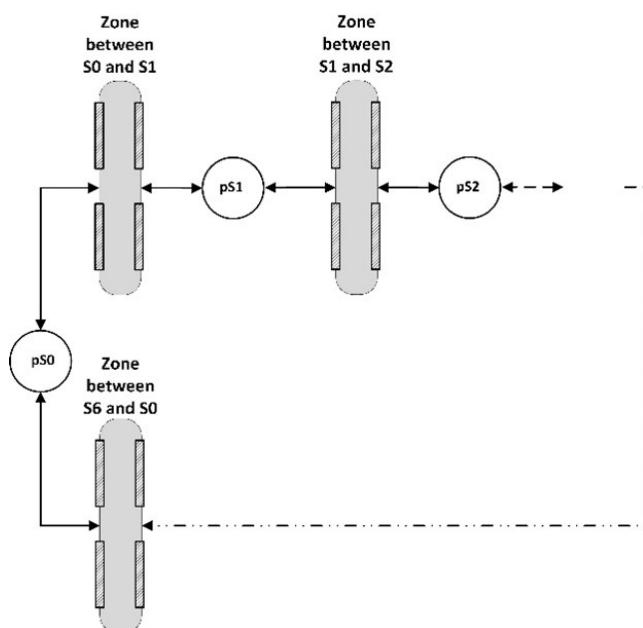 Zone
between
S0 and S1
Zone
between
S1 and S2
pS1
pS2
pS0
Zone
between
S6 and S0